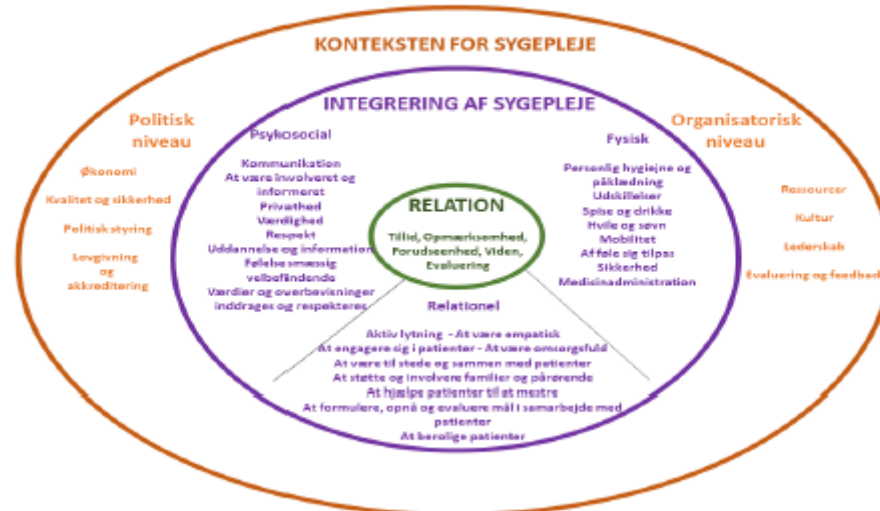 KONTEKSTEN FOR SYGEPLEJE
INTEGRERING AF SYGEPLEJE
Politisk
niveau
Økonomi
Kvalitet og sikkerhed
Politisk styring
Lovgivning
og
akkreditering
Psykosocial
Kommunikation
At være involveret og
informeret
Privathed
Værdighed
Respekt
Uddannelse og information
Følelse smæssig
velbefindende
Værdier og overbevisninger
inddrages og respekteres
RELATION
Tillid, Opmærksomhed,
Forudseenhed, Viden,
Evaluering
Fysisk
Personlig hygiejne og
påklædning
Udskillelser
Spise og drikke
Hvile og søvn
Mobilitet
At føle sig tilpas
Sikkerhed
Medicinadministration
Organisatorisk
niveau
Ressourcer
Kultur
Lederskab
Evaluering og feedback
Relationel
Aktiv lytning - At være empatisk
At engagere sig i patienter - At være omsorgsfuld
At være til stede og sammen med patienter
At støtte og involvere familier og pårørende
At hjælpe patienter til at mestre
At formulere, opnå og evaluere mål i samarbejde med
patienter
At berolige patienter